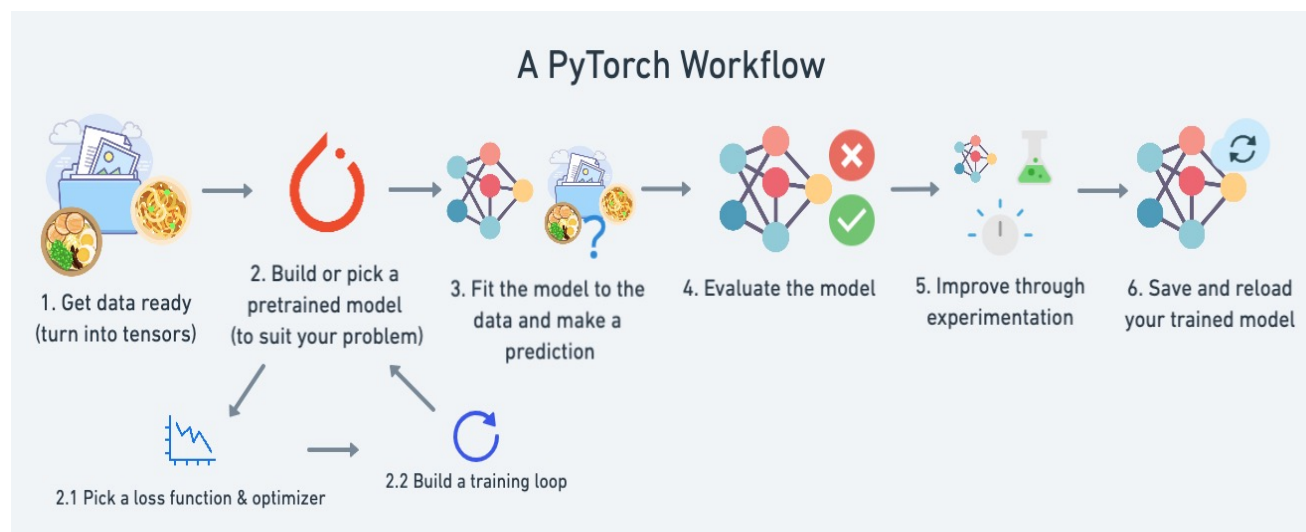 A PyTorch Workflow
1. Get data ready
(turn into tensors)
2. Build or pick a
pretrained model
(to suit your problem)
3. Fit the model to the
data and make a
prediction
4. Evaluate the model
5. Improve through
experimentation
6. Save and reload
your trained model
2.1 Pick a loss function & optimizer
2.2 Build a training loop